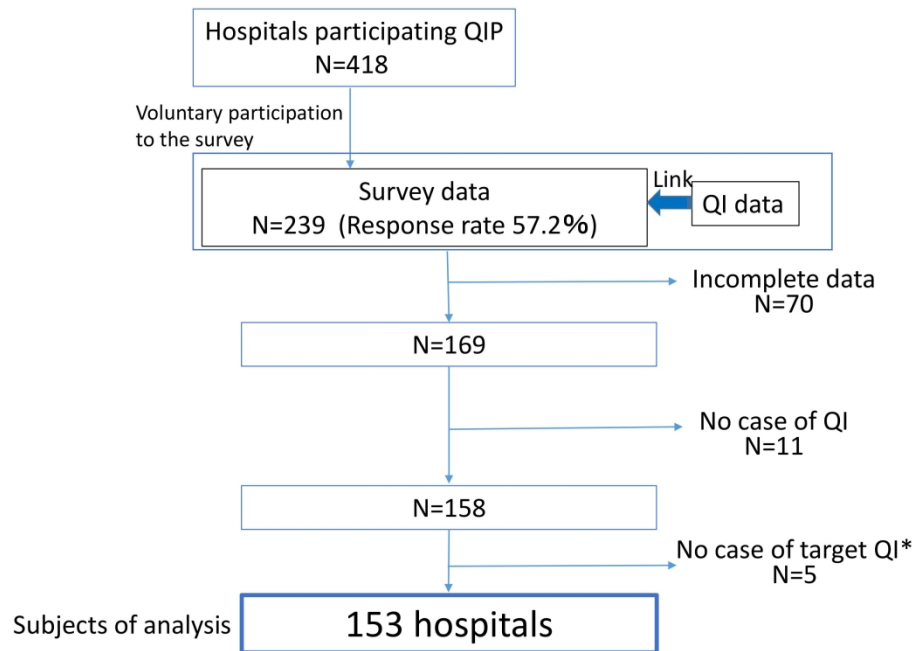 Hospitals participating QIP
N=418
Voluntary participation
to the survey
Survey data
N=239 (Response rate 57.2%)
Link
QI data
Incomplete data
N=70
N=169
No case of QI
N=11
N=158
No case of target QI*
N=5
Subjects of analysis
153 hospitals